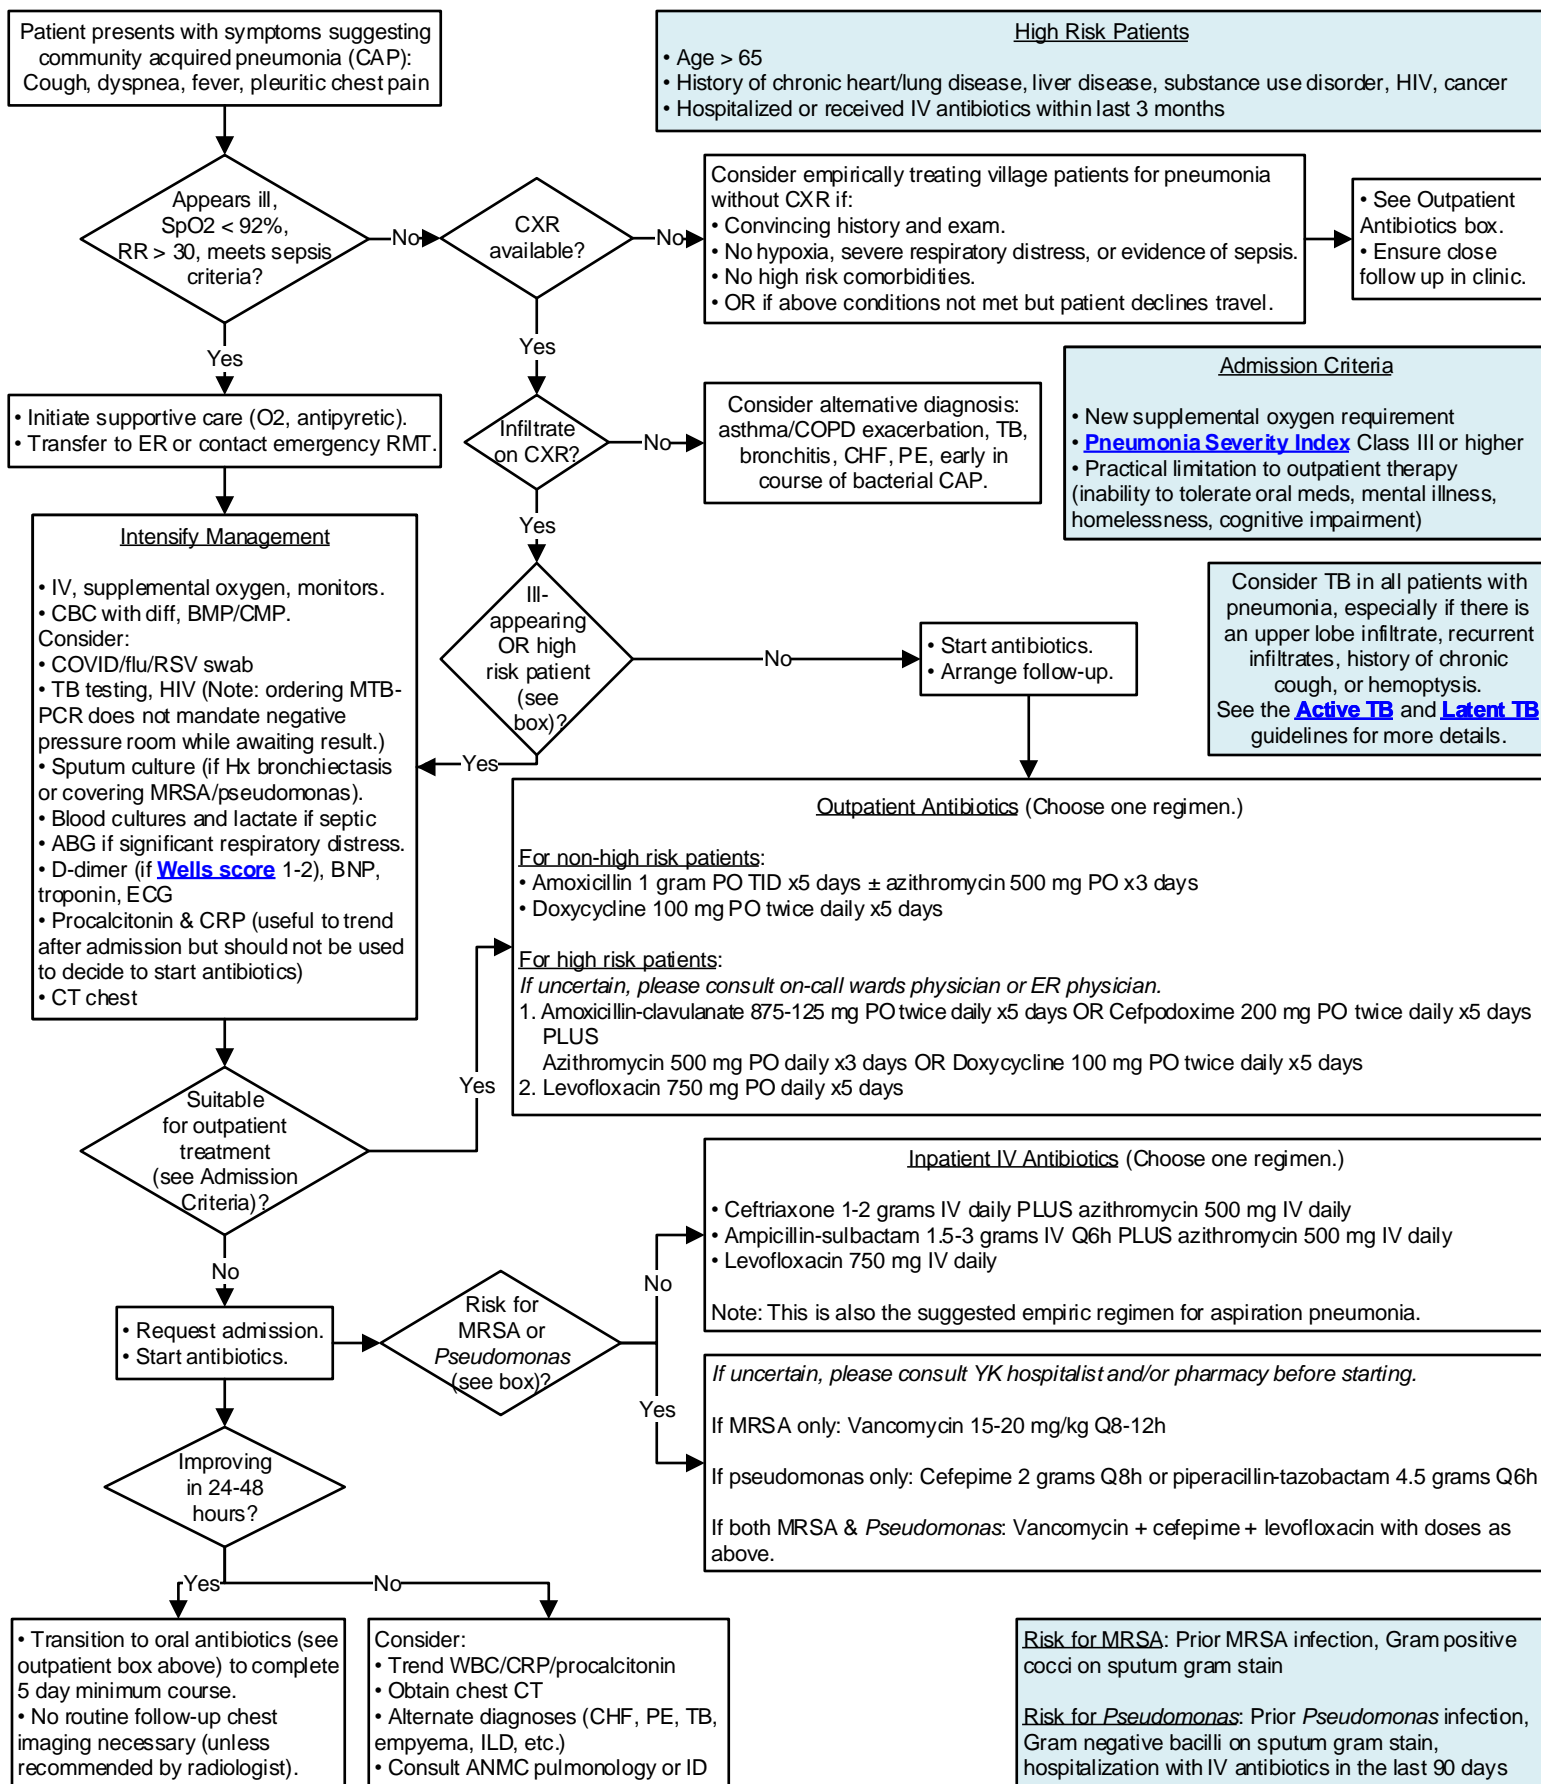 Patient presents with symptoms suggesting
community acquired pneumonia (CAP):
Cough, dyspnea, fever, pleuritic chest pain
High Risk Patients
• Age > 65
• History of chronic heart/lung disease, liver disease, substance use disorder, HIV, cancer
• Hospitalized or received IV antibiotics within last 3 months
Appears ill,
SpO2 < 92%,
RR > 30, meets sepsis
criteria?
No
CXR
available?
No
Consider empirically treating village patients for pneumonia
without CXR if:
• Convincing history and exam.
• No hypoxia, severe respiratory distress, or evidence of sepsis.
• No high risk comorbidities.
• OR if above conditions not met but patient declines travel.
• See Outpatient
Antibiotics box.
• Ensure close
follow up in clinic.
Yes
Yes
• Initiate supportive care (O2, antipyretic).
• Transfer to ER or contact emergency RMT.
Infiltrate
on CXR?
No
Consider alternative diagnosis:
asthma/COPD exacerbation, TB,
bronchitis, CHF, PE, early in
course of bacterial CAP.
Admission Criteria
• New supplemental oxygen requirement
• Pneumonia Severity Index Class III or higher
• Practical limitation to outpatient therapy
(inability to tolerate oral meds, mental illness,
homelessness, cognitive impairment)
Yes
Intensify Management
• IV, supplemental oxygen, monitors.
• CBC with diff, BMP/CMP.
Consider:
• COVID/flu/RSV swab
• TB testing, HIV (Note: ordering MTB-
PCR does not mandate negative
pressure room while awaiting result.)
• Sputum culture (if Hx bronchiectasis
or covering MRSA/pseudomonas).
• Blood cultures and lactate if septic
• ABG if significant respiratory distress.
• D-dimer (if Wells score 1-2), BNP,
troponin, ECG
• Procalcitonin & CRP (useful to trend
after admission but should not be used
to decide to start antibiotics)
• CT chest
Ill-
appearing
OR high
risk patient
(see
box)?
No
Yes
• Start antibiotics.
• Arrange follow-up.
Consider TB in all patients with
pneumonia, especially if there is
an upper lobe infiltrate, recurrent
infiltrates, history of chronic
cough, or hemoptysis.
See the Active TB and Latent TB
guidelines for more details.
Outpatient Antibiotics (Choose one regimen.)
For non-high risk patients:
• Amoxicillin 1 gram PO TID x5 days ± azithromycin 500 mg PO x3 days
• Doxycycline 100 mg PO twice daily x5 days
For high risk patients:
If uncertain, please consult on-call wards physician or ER physician.
1. Amoxicillin-clavulanate 875-125 mg PO twice daily x5 days OR Cefpodoxime 200 mg PO twice daily x5 days
PLUS
Azithromycin 500 mg PO daily x3 days OR Doxycycline 100 mg PO twice daily x5 days
2. Levofloxacin 750 mg PO daily x5 days
Suitable
for outpatient
treatment
(see Admission
Criteria)?
Yes
No
• Request admission.
• Start antibiotics.
Risk for
MRSA or
Pseudomonas
(see box)?
No
Yes
Inpatient IV Antibiotics (Choose one regimen.)
• Ceftriaxone 1-2 grams IV daily PLUS azithromycin 500 mg IV daily
• Ampicillin-sulbactam 1.5-3 grams IV Q6h PLUS azithromycin 500 mg IV daily
• Levofloxacin 750 mg IV daily
Note: This is also the suggested empiric regimen for aspiration pneumonia.
If uncertain, please consult YK hospitalist and/or pharmacy before starting.
If MRSA only: Vancomycin 15-20 mg/kg Q8-12h
If pseudomonas only: Cefepime 2 grams Q8h or piperacillin-tazobactam 4.5 grams Q6h
If both MRSA & Pseudomonas: Vancomycin + cefepime + levofloxacin with doses as
above.
Improving
in 24-48
hours?
Yes
No
• Transition to oral antibiotics (see
outpatient box above) to complete
5 day minimum course.
• No routine follow-up chest
imaging necessary (unless
recommended by radiologist).
Consider:
• Trend WBC/CRP/procalcitonin
• Obtain chest CT
• Alternate diagnoses (CHF, PE, TB,
empyema, ILD, etc.)
• Consult ANMC pulmonology or ID
Risk for MRSA: Prior MRSA infection, Gram positive
cocci on sputum gram stain
Risk for Pseudomonas: Prior Pseudomonas infection,
Gram negative bacilli on sputum gram stain,
hospitalization with IV antibiotics in the last 90 days